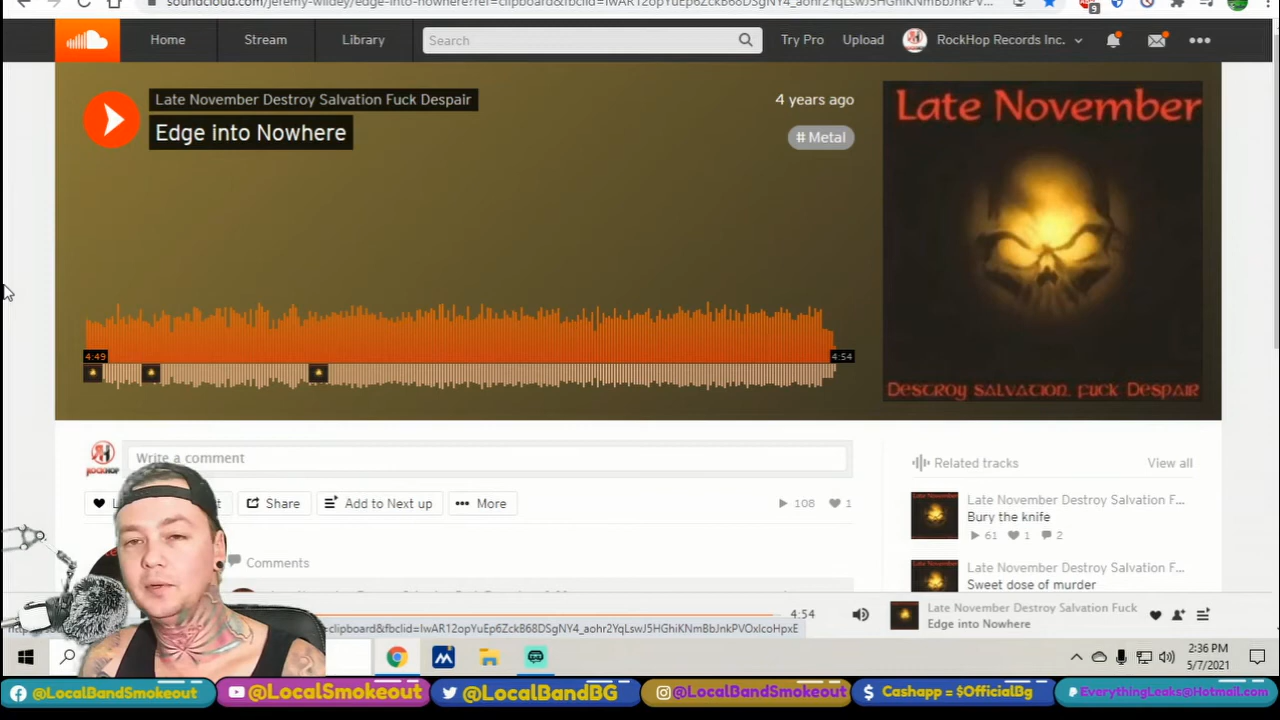 Home
Stream
Library
Search
Try Pro
Upload
RockHop Records Inc.
9
Late November Destroy Salvation Fuck Despair
4 years ago
Edge into Nowhere
# Metal
Late November
Destroy Salvation. Fuck Despair
4:49
4:54
ROCKHOP
Write a comment
Related tracks
View all
Share
Add to Next up
More
108
1
Late November Destroy Salvation F...
Bury the knife
61
1
2
Comments
Late November Destroy Salvation F...
Sweet dose of murder
4:54
Late November Destroy Salvation Fuck
Edge into Nowhere
2:36 PM
5/7/2021
@LocalBandSmokeout
@LocalSmokeout
@LocalBandBG
@LocalBandSmokeout
$ Cashapp = $OfficialBg
EverythingLeaks@Hotmail.com